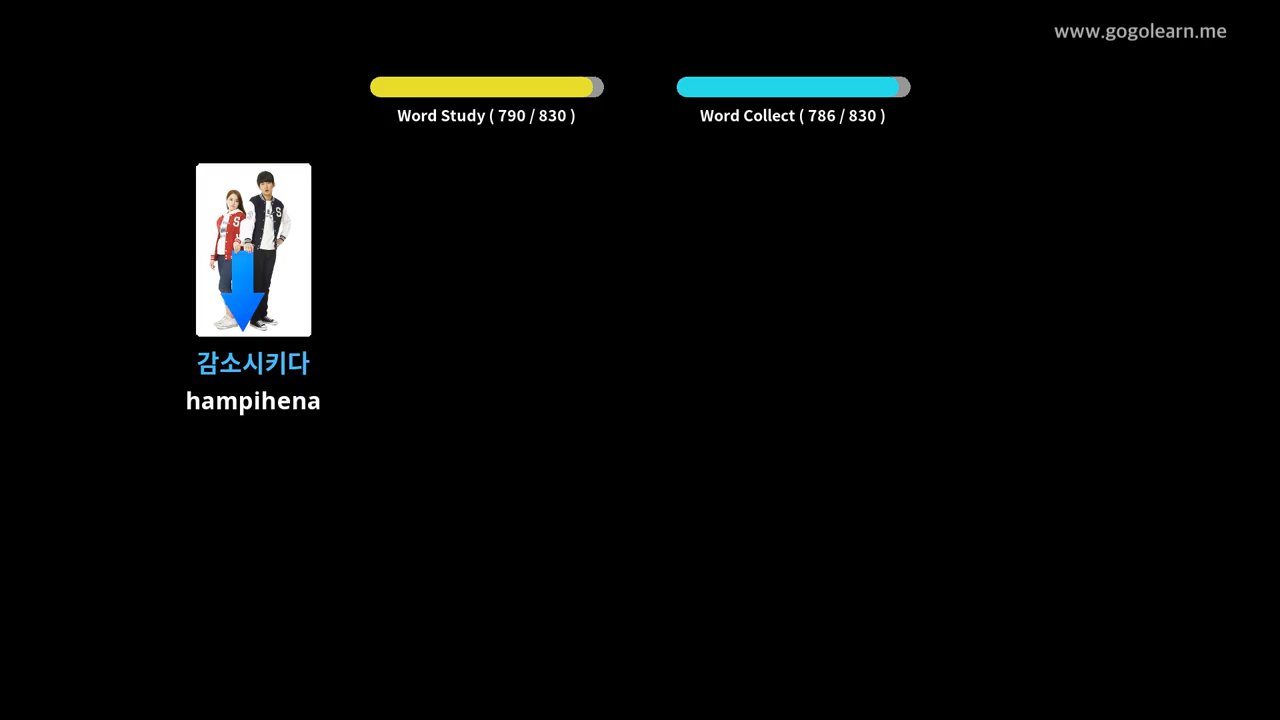 www.gogolearn.me
Word Study ( 790 / 830 )
Word Collect ( 786 / 830 )
S
S
감소시키다
hampihena